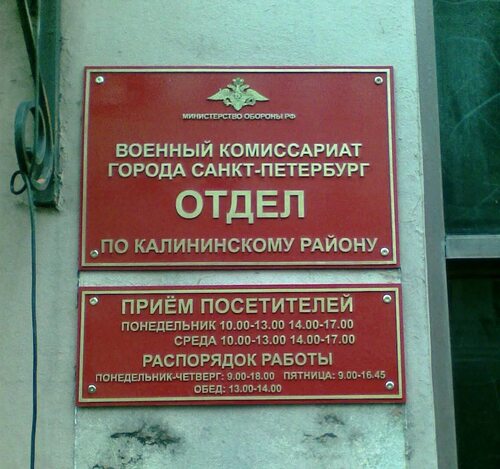 МИНИСТЕРСТВО ОБОРОНЫ РФ
ВОЕННЫЙ КОМИССАРИАТ
ГОРОДА САНКТ-ПЕТЕРБУРГ
ОТДЕЛ
ПО КАЛИНИНСКОМУ РАЙОНУ
ПРИЁМ ПОСЕТИТЕЛЕЙ
ПОНЕДЕЛЬНИК 10.00-13.00 14.00-17.00
СРЕДА 10.00-13.00 14.00-17.00
РАСПОРЯДОК РАБОТЫ
ПОНЕДЕЛЬНИК-ЧЕТВЕРГ: 9.00-18.00 ПЯТНИЦА: 9.00-16.45
ОБЕД: 13.00-14.00